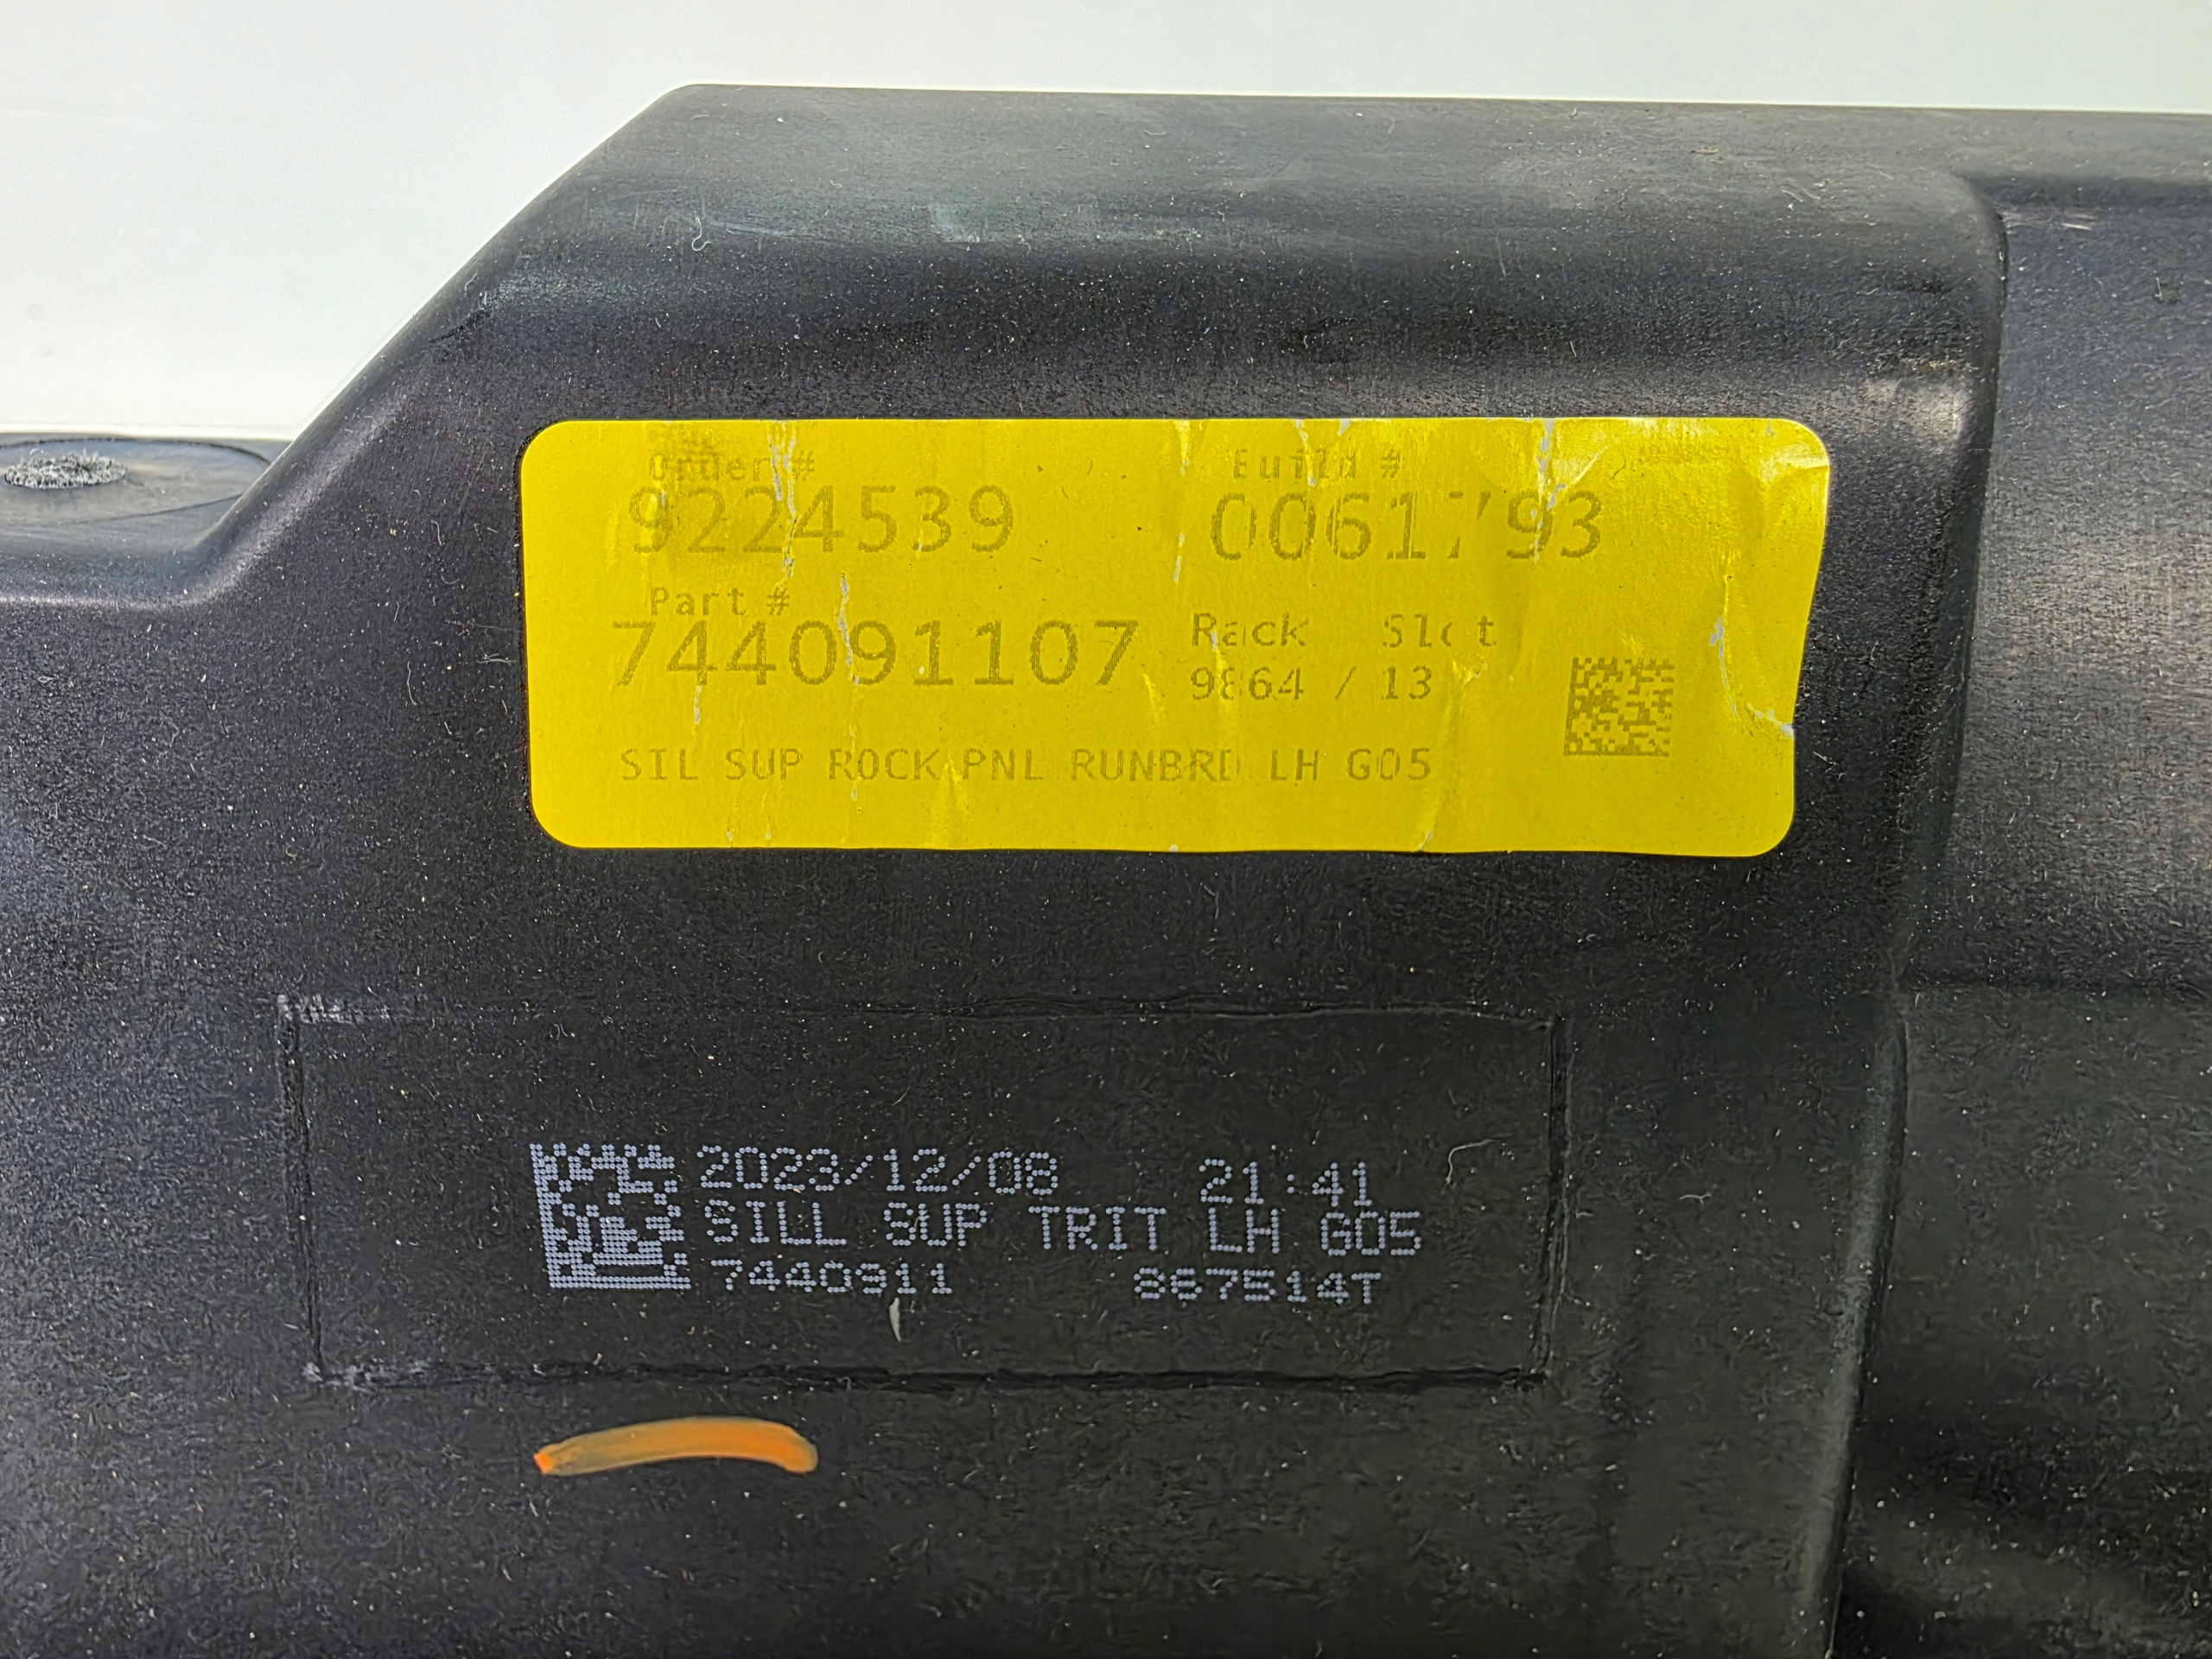 Order # Build #
9224539 0061793
Part #
744091107 Rack Slot
9864 / 13
SIL SUP ROCK PNL RUNBRD LH G05
2023/12/08 21:41
SILL SUP TRIT LH G05
7440911 867514T